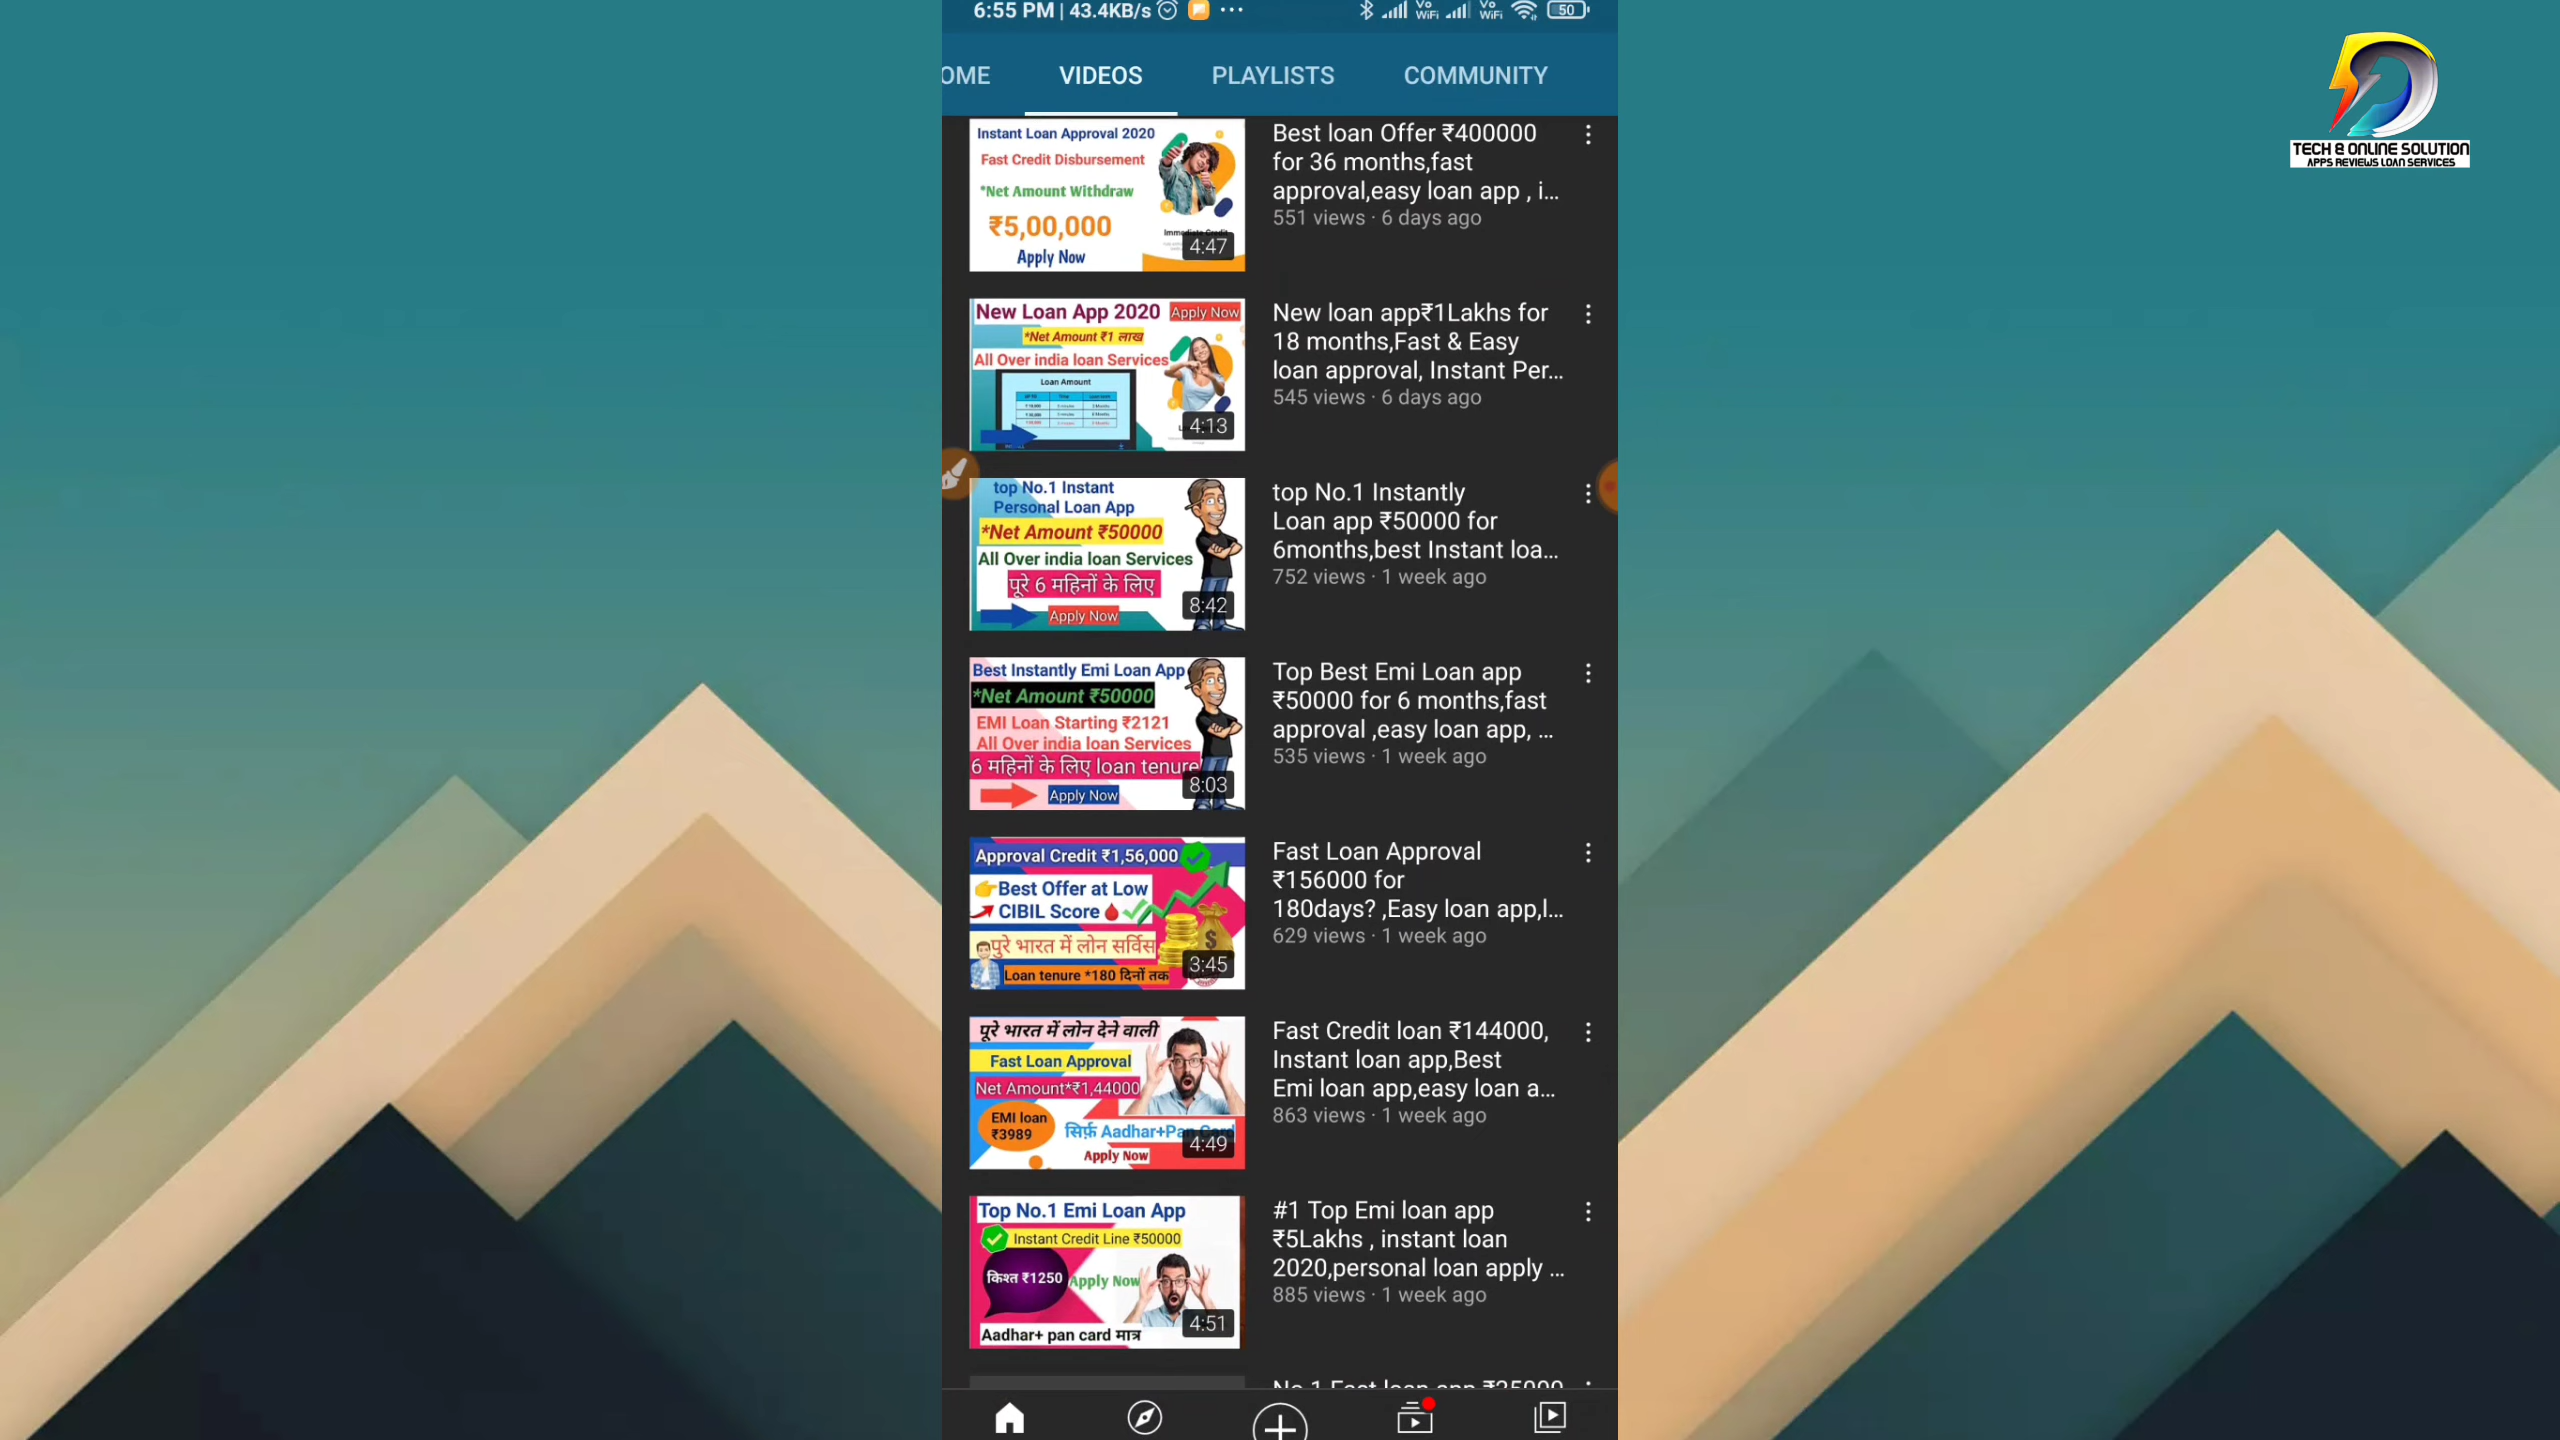 6:55 PM | 43.4KB/s
Vo WiFi
Vo WiFi
50
OME
VIDEOS
PLAYLISTS
COMMUNITY
TECH & ONLINE SOLUTION
APPS REVIEWS LOAN SERVICES
Instant Loan Approval 2020
Fast Credit Disbursement
*Net Amount Withdraw
₹5,00,000
Apply Now
4:47
Best loan Offer ₹400000
for 36 months,fast
approval,easy loan app , i...
551 views · 6 days ago
New Loan App 2020
Apply Now
*Net Amount ₹1 लाख
All Over india loan Services
Loan Amount
4:13
New loan app₹1Lakhs for
18 months,Fast & Easy
loan approval, Instant Per...
545 views · 6 days ago
top No.1 Instant
Personal Loan App
*Net Amount ₹50000
All Over india loan Services
पूरे 6 महिनों के लिए
Apply Now
8:42
top No.1 Instantly
Loan app ₹50000 for
6months,best Instant loa...
752 views · 1 week ago
Best Instantly Emi Loan App
*Net Amount ₹50000
EMI Loan Starting ₹2121
All Over india loan Services
6 महिनों के लिए loan tenure
Apply Now
8:03
Top Best Emi Loan app
₹50000 for 6 months,fast
approval ,easy loan app, ...
535 views · 1 week ago
Approval Credit ₹1,56,000
Best Offer at Low
CIBIL Score
पुरे भारत में लोन सर्विस
Loan tenure *180 दिनों तक
3:45
Fast Loan Approval
₹156000 for
180days? ,Easy loan app,l...
629 views · 1 week ago
पूरे भारत में लोन देने वाली
Fast Loan Approval
Net Amount*₹1,44000
EMI loan
₹3989
सिर्फ़ Aadhar+Pan Card
Apply Now
4:49
Fast Credit loan ₹144000,
Instant loan app,Best
Emi loan app,easy loan a...
863 views · 1 week ago
Top No.1 Emi Loan App
Instant Credit Line ₹50000
किश्त ₹1250
Apply Now
Aadhar+ pan card मात्र
4:51
#1 Top Emi loan app
₹5Lakhs , instant loan
2020,personal loan apply ...
885 views · 1 week ago
No.1 Fast loan app ₹25000